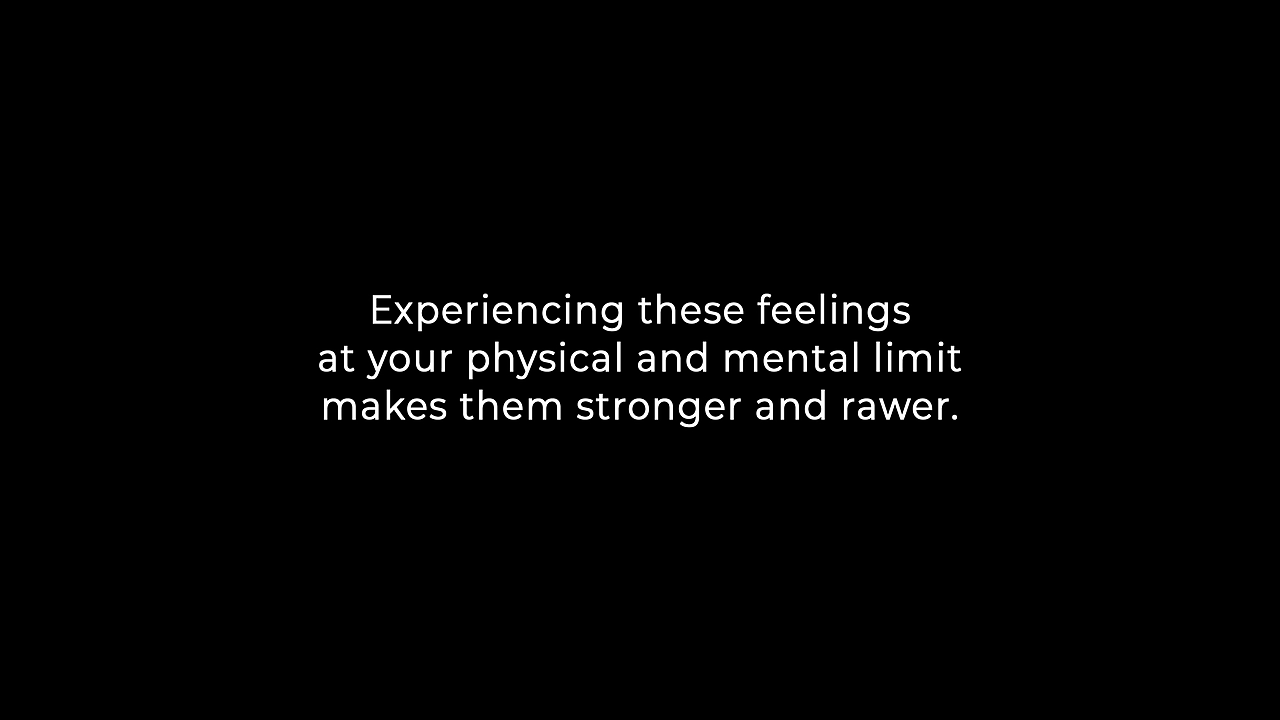 Experiencing these feelings
at your physical and mental limit
makes them stronger and rawer.